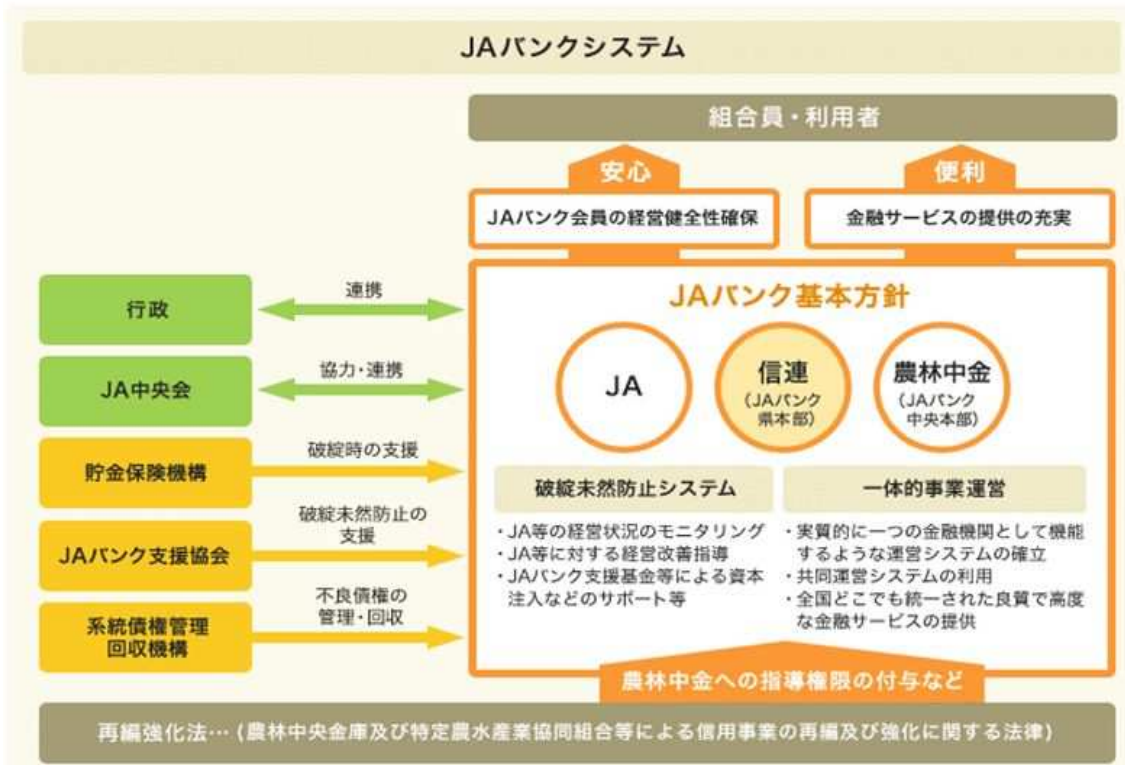 JAバンクシステム
組合員・利用者
安心
便利
JAバンク会員の経営健全性確保
金融サービスの提供の充実
行政
連携
JA中央会
協力・連携
貯金保険機構
破綻時の支援
JAバンク支援協会
破綻未然防止の
支援
系統債権管理
回収機構
不良債権の
管理・回収
JAバンク基本方針
JA
信連
(JAバンク
県本部)
農林中金
(JAバンク
中央本部)
破綻未然防止システム
・JA等の経営状況のモニタリング
・JA等に対する経営改善指導
・JAバンク支援基金等による資本
注入などのサポート等
一体的事業運営
・実質的に一つの金融機関として機能
するような運営システムの確立
・共同運営システムの利用
・全国どこでも統一された良質で高度
な金融サービスの提供
農林中金への指導権限の付与など
再編強化法…(農林中央金庫及び特定農水産業協同組合等による信用事業の再編及び強化に関する法律)